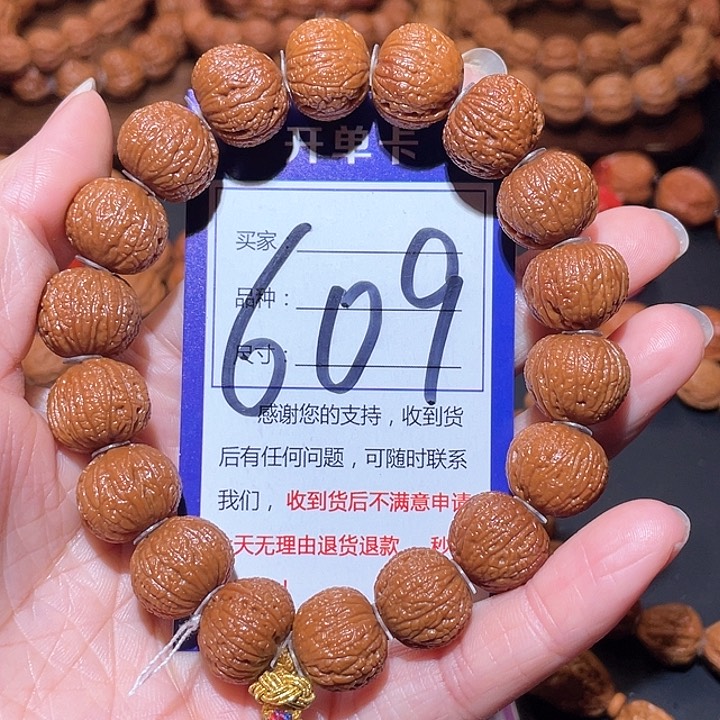 开单卡
买家：
品种：
尺寸：
609
感谢您的支持，收到货
后有任何问题，可随时联系
我们，收到货后不满意申请
天无理由退货退款 秒
！